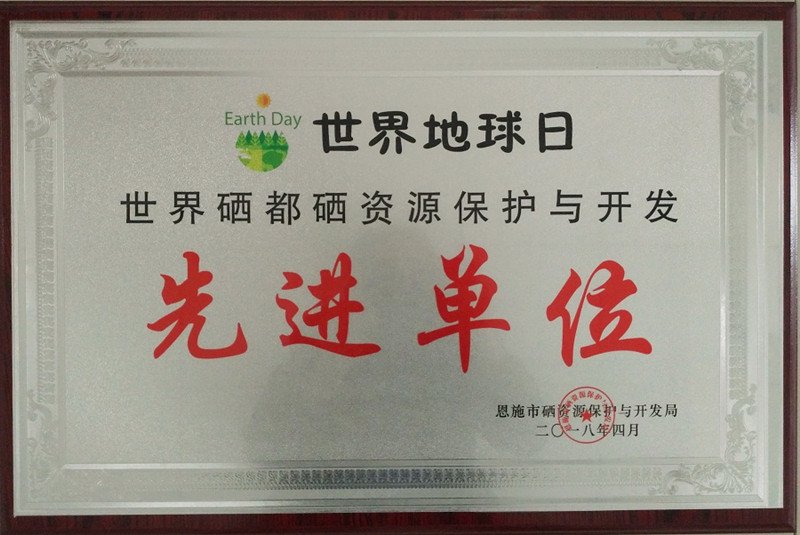 Earth Day 世界地球日
世界硒都硒资源保护与开发
先进单位
恩施市硒资源保护与开发局
二〇一八年四月